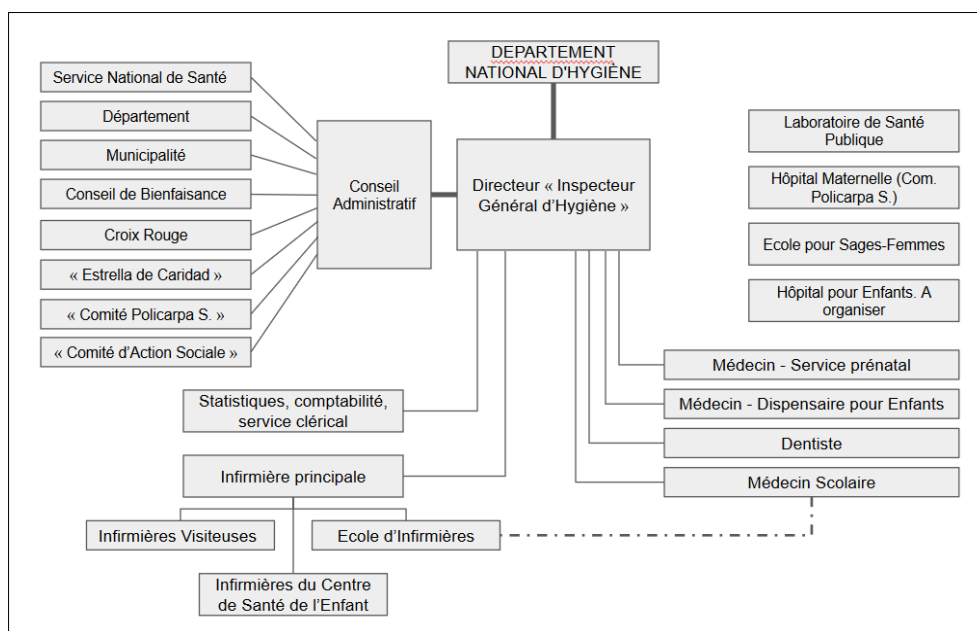 DEPARTEMENT
NATIONAL D'HYGIÈNE
Service National de Santé
Département
Municipalité
Conseil de Bienfaisance
Croix Rouge
« Estrella de Caridad »
« Comité Policarpa S. »
« Comité d'Action Sociale »
Conseil
Administratif
Directeur « Inspecteur
Général d'Hygiène »
Laboratoire de Santé
Publique
Hôpital Maternelle (Com.
Policarpa S.)
Ecole pour Sages-Femmes
Hôpital pour Enfants. A
organiser
Médecin - Service prénatal
Médecin - Dispensaire pour Enfants
Dentiste
Médecin Scolaire
Statistiques, comptabilité,
service clérical
Infirmière principale
Infirmières Visiteuses
Ecole d'Infirmières
Infirmières du Centre
de Santé de l'Enfant